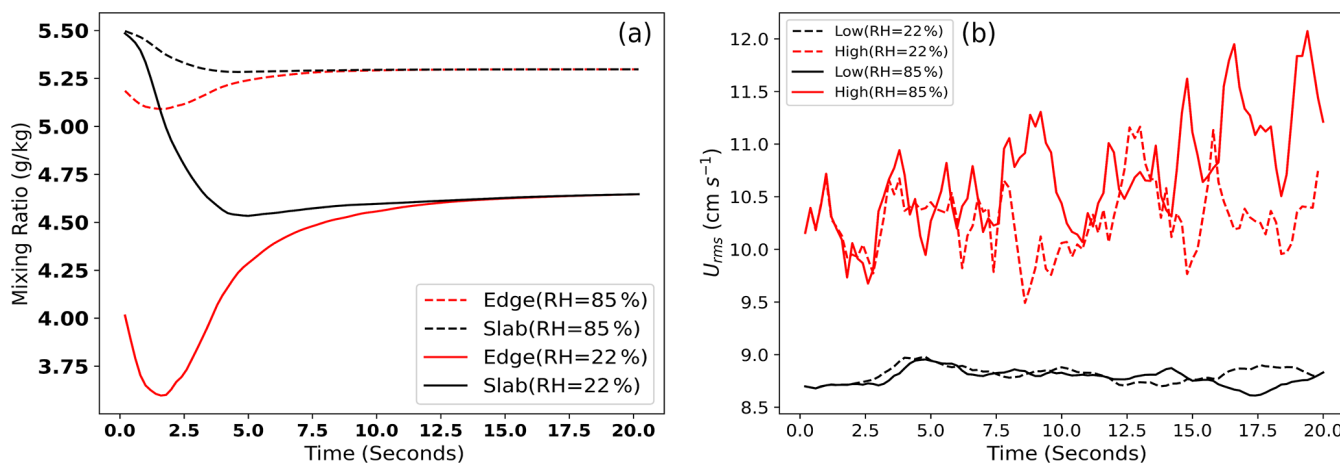 (a)
Mixing Ratio (g/kg)
5.50
5.25
5.00
4.75
4.50
4.25
4.00
3.75
Edge(RH=85%)
Slab(RH=85%)
Edge(RH=22%)
Slab(RH=22%)
0.0 2.5 5.0 7.5 10.0 12.5 15.0 17.5 20.0
Time (Seconds)
(b)
Low(RH=22%)
High(RH=22%)
Low(RH=85%)
High(RH=85%)
Urms (cm s−1)
12.0
11.5
11.0
10.5
10.0
9.5
9.0
8.5
0.0 2.5 5.0 7.5 10.0 12.5 15.0 17.5 20.0
Time (Seconds)